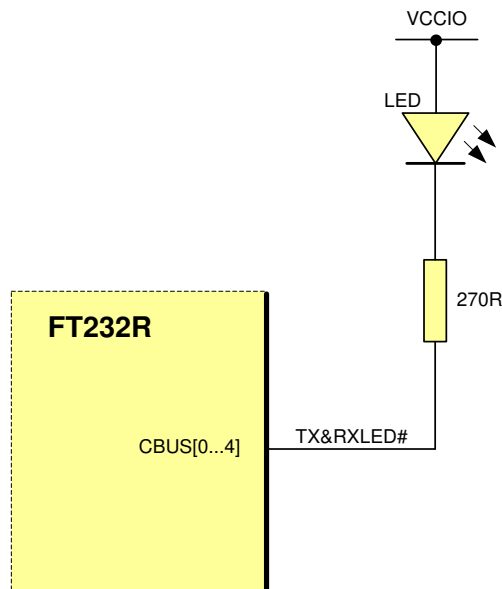 VCCIO
LED
270R
FT232R
TX&RXLED#
CBUS[0...4]